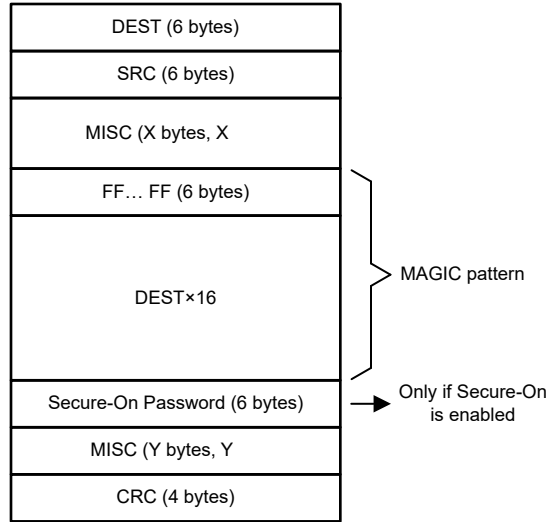 DEST (6 bytes)
SRC (6 bytes)
MISC (X bytes, X
FF… FF (6 bytes)
DEST×16
MAGIC pattern
Secure-On Password (6 bytes)
Only if Secure-On
is enabled
MISC (Y bytes, Y
CRC (4 bytes)